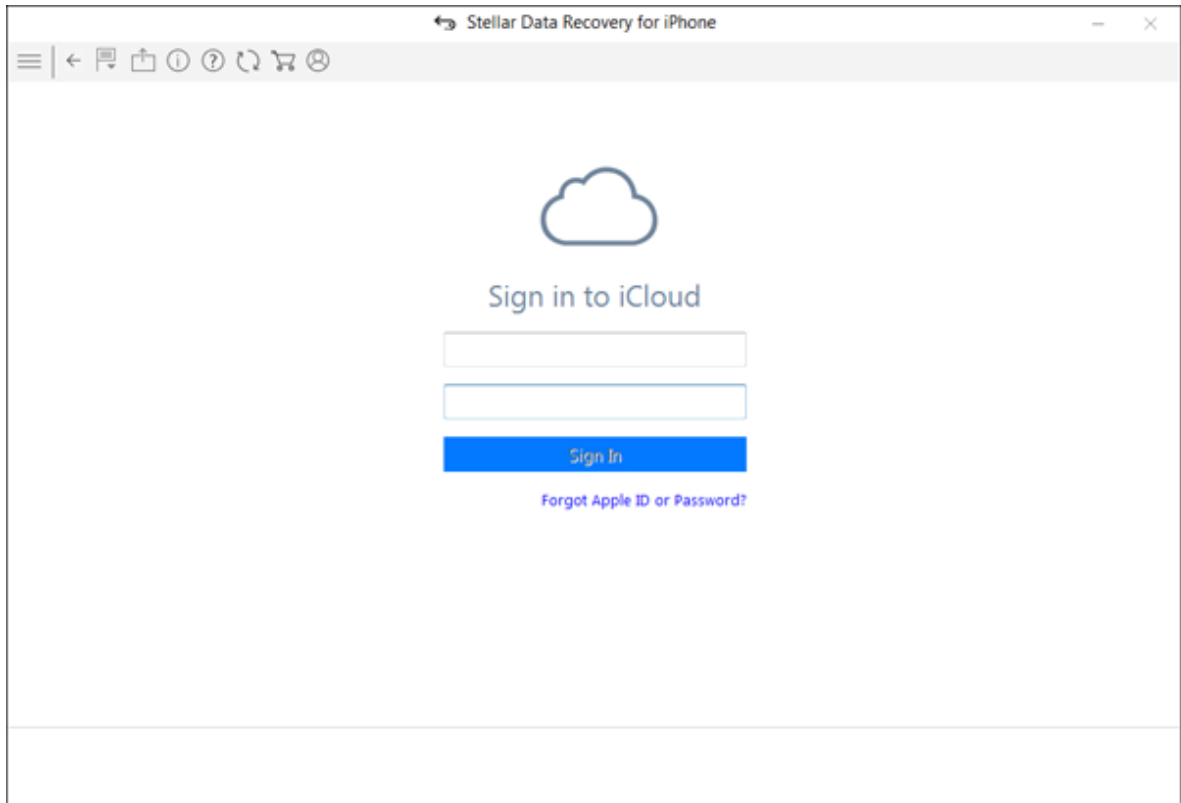 Stellar Data Recovery for iPhone
Sign in to iCloud
Sign In
Forgot Apple ID or Password?